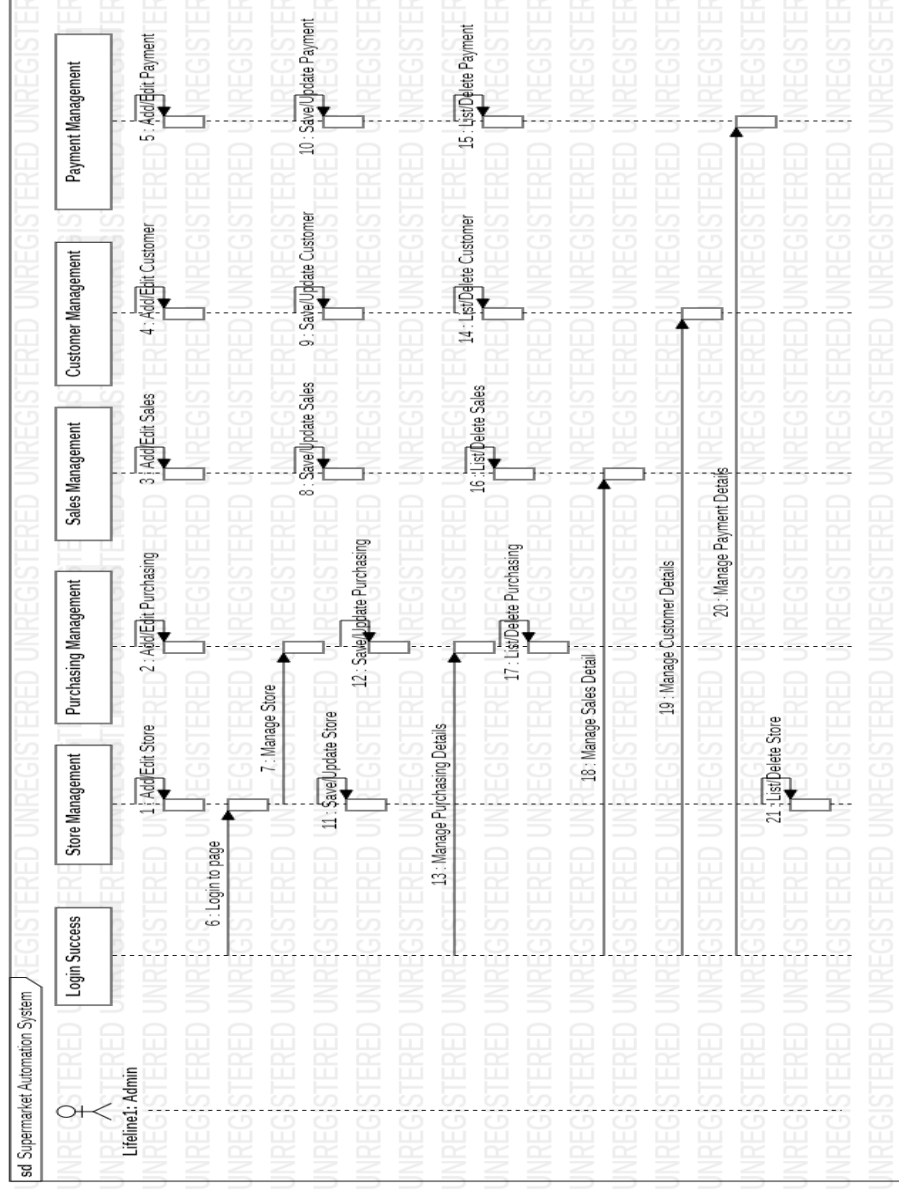 sd Supermarket Automation System
Lifeline1: Admin
Login Success
Store Management
Purchasing Management
Sales Management
Customer Management
Payment Management
1 : Add/Edit Store
2 : Add/Edit Purchasing
3 : Add/Edit Sales
4 : Add/Edit Customer
5 : Add/Edit Payment
6 : Login to page
7 : Manage Store
8 : Save/Update Sales
9 : Save/Update Customer
10 : Save/Update Payment
11 : Save/Update Store
12 : Save/Update Purchasing
13 : Manage Purchasing Details
14 : List/Delete Customer
15 : List/Delete Payment
16 : List/Delete Sales
17 : List/Delete Purchasing
18 : Manage Sales Detail
19 : Manage Customer Details
20 : Manage Payment Details
21 : List/Delete Store
UNREGISTERED